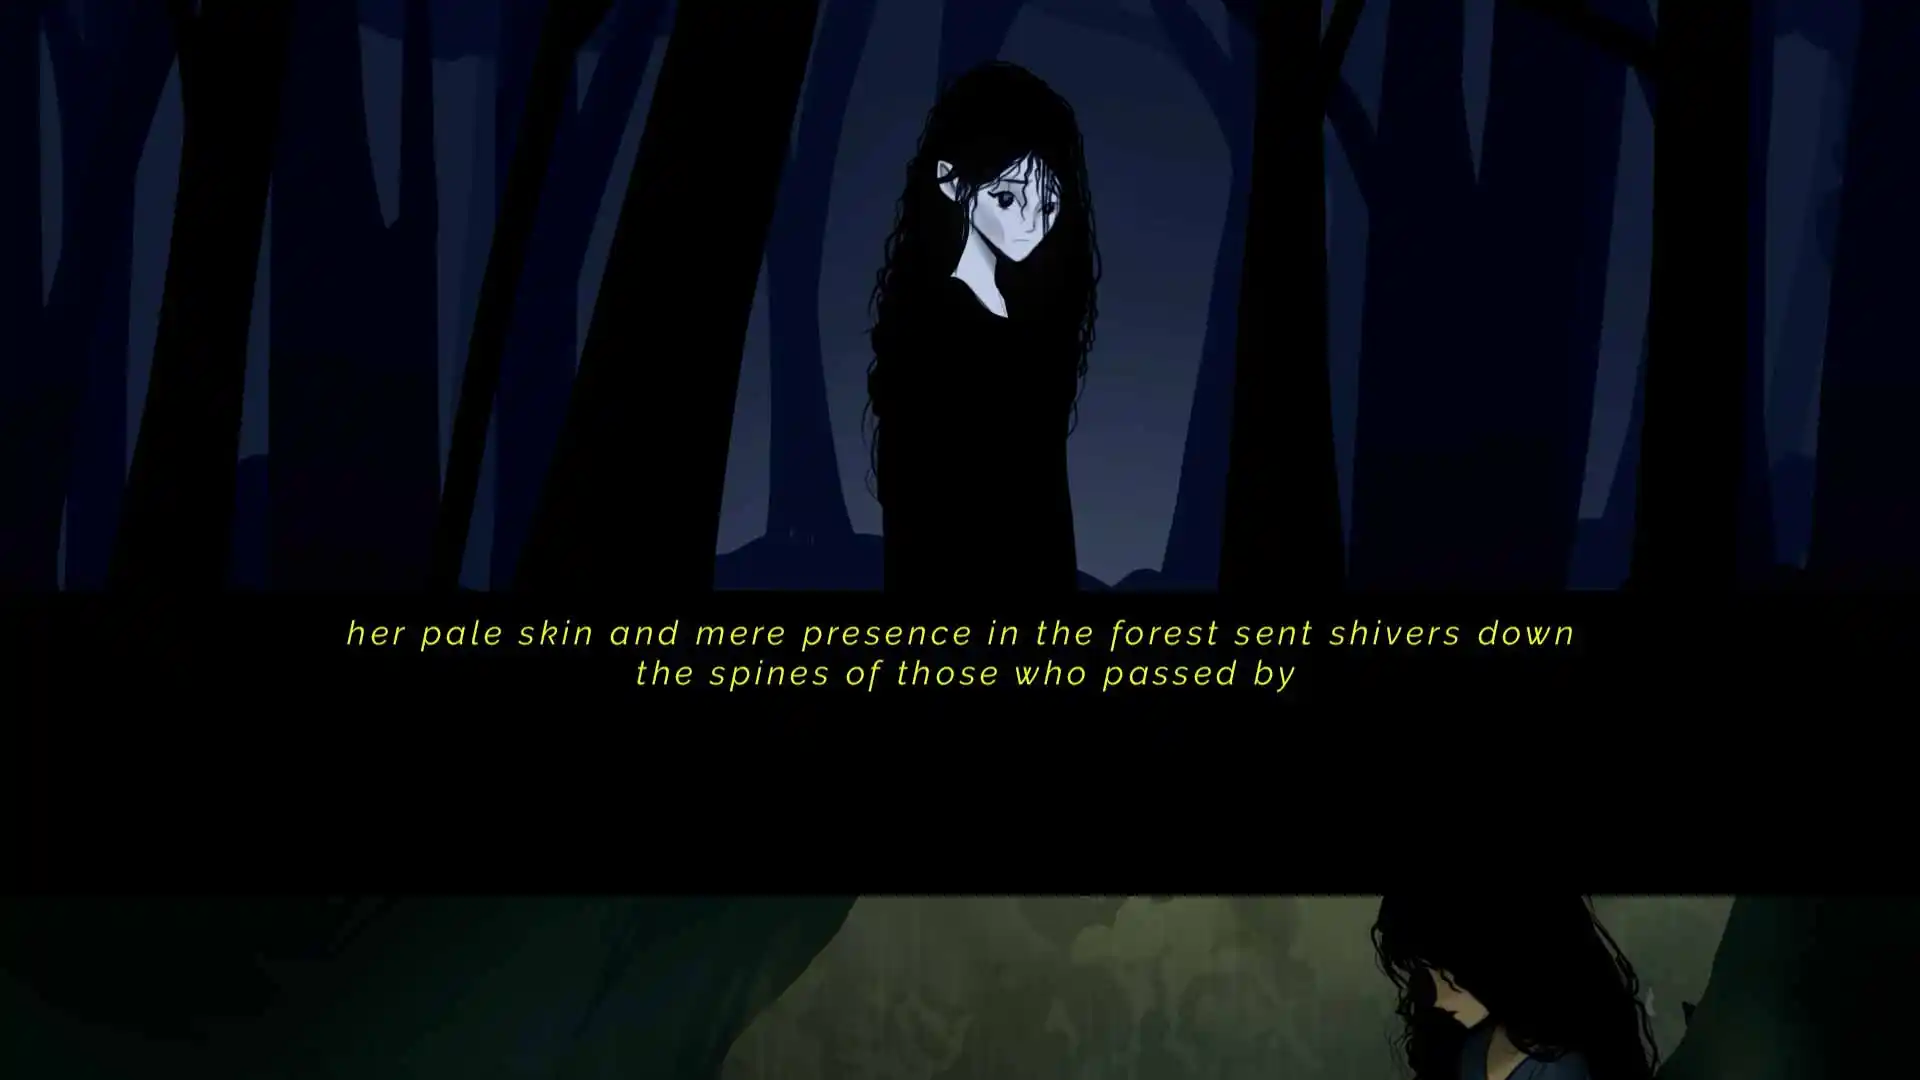 her pale skin and mere presence in the forest sent shivers down
the spines of those who passed by